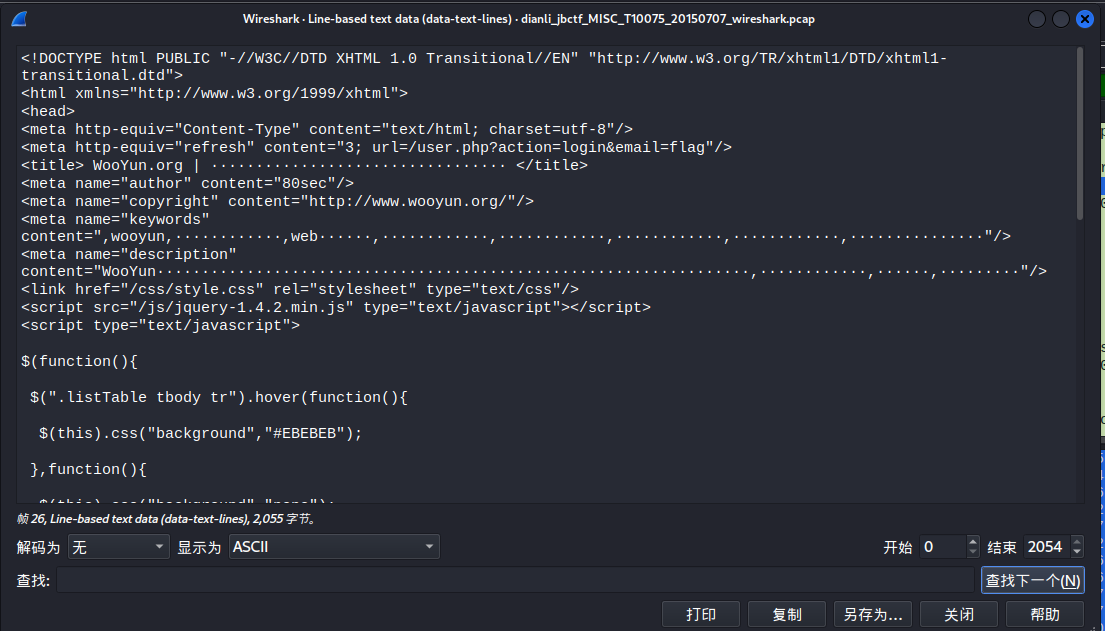 Wireshark · Line-based text data (data-text-lines) · dianli_jbctf_MISC_T10075_20150707_wireshark.pcap
<!DOCTYPE html PUBLIC "-//W3C//DTD XHTML 1.0 Transitional//EN" "http://www.w3.org/TR/xhtml1/DTD/xhtml1-
transitional.dtd">
<html xmlns="http://www.w3.org/1999/xhtml">
<head>
<meta http-equiv="Content-Type" content="text/html; charset=utf-8"/>
<meta http-equiv="refresh" content="3; url=/user.php?action=login&email=flag"/>
<title> WooYun.org | ································· </title>
<meta name="author" content="80sec"/>
<meta name="copyright" content="http://www.wooyun.org/"/>
<meta name="keywords"
content=",wooyun,············,web······,············,············,············,············,···············"/>
<meta name="description"
content="WooYun··································································,············,······,·········"/>
<link href="/css/style.css" rel="stylesheet" type="text/css"/>
<script src="/js/jquery-1.4.2.min.js" type="text/javascript"></script>
<script type="text/javascript">
$(function(){
$(".listTable tbody tr").hover(function(){
$(this).css("background","#EBEBEB");
},function(){
帧 26, Line-based text data (data-text-lines), 2,055 字节。
解码为 无 显示为 ASCII 开始 0 结束 2054
查找: 查找下一个(N)
打印 复制 另存为... 关闭 帮助